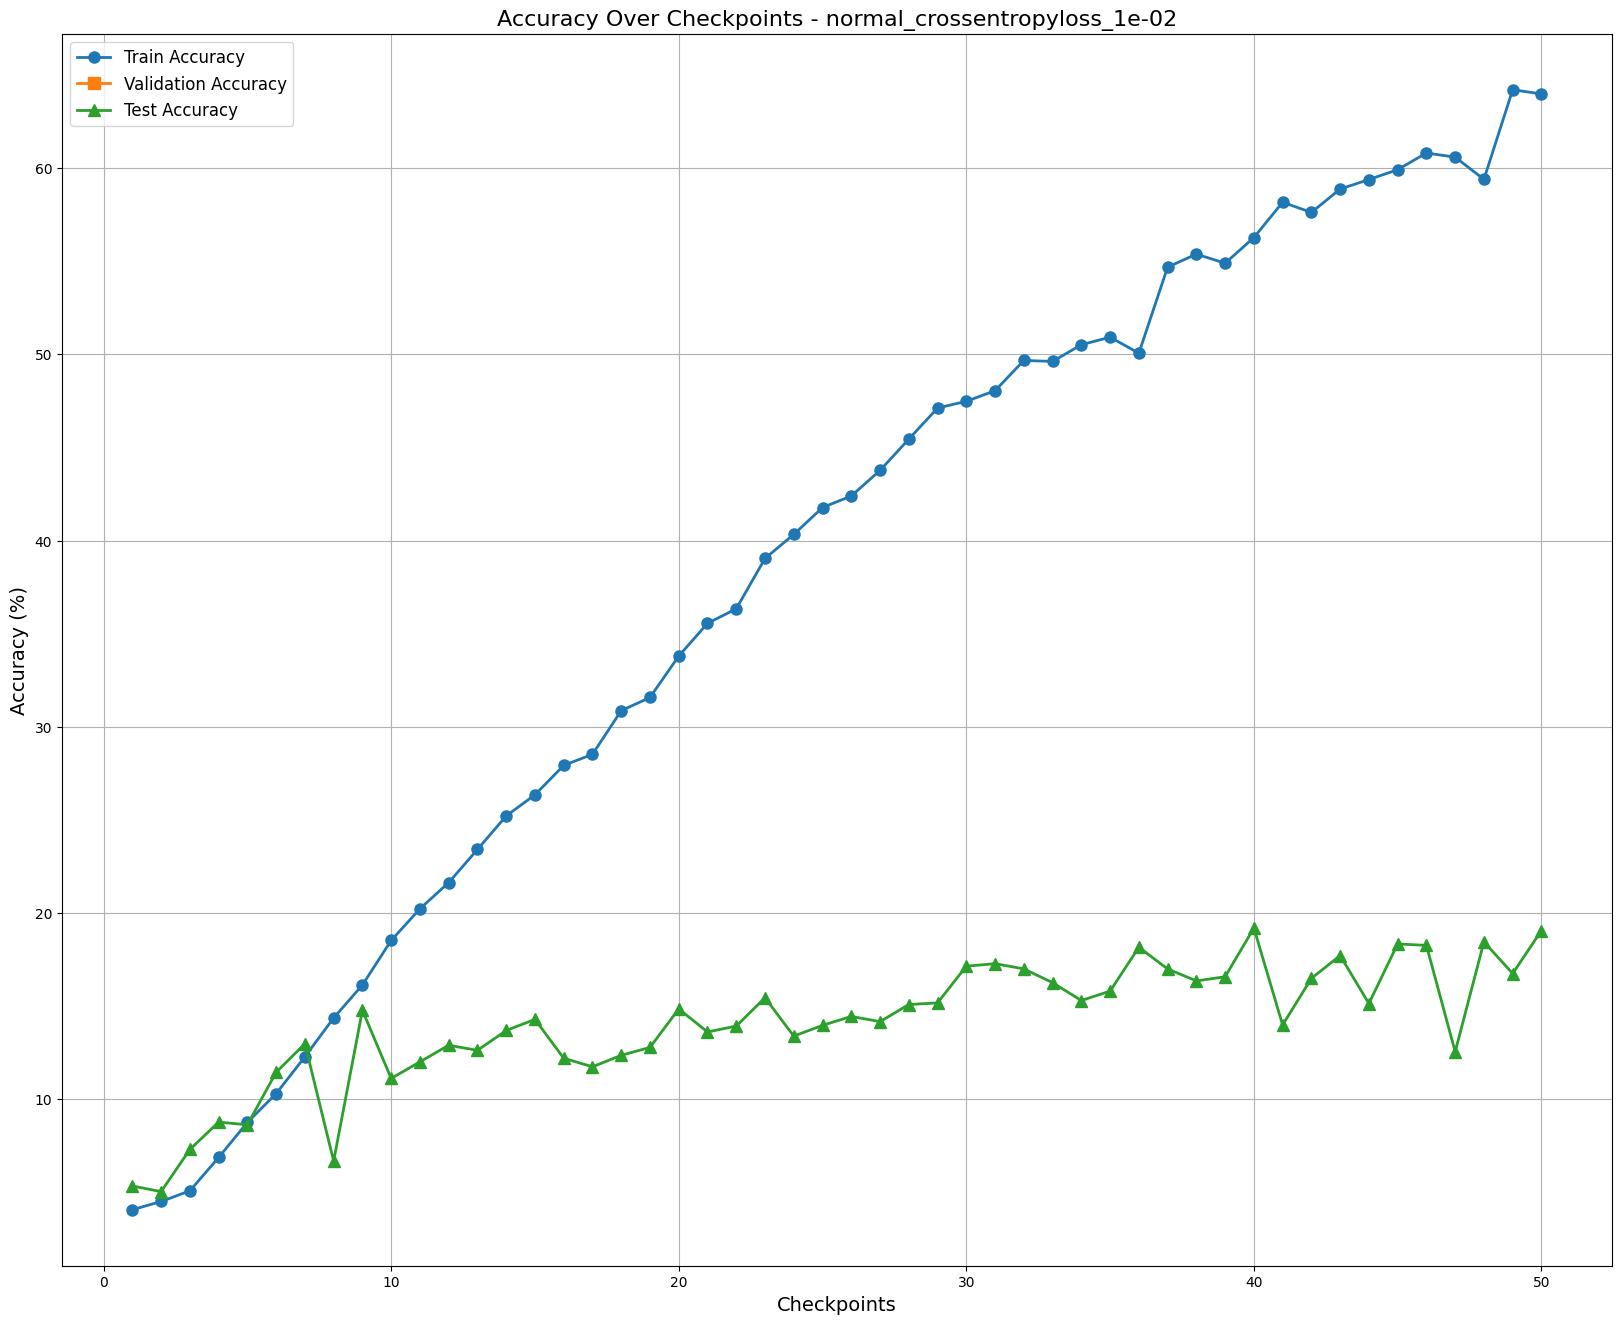 Accuracy Over Checkpoints - normal_crossentropyloss_1e-02
Train Accuracy
Validation Accuracy
Test Accuracy
Accuracy (%)
60
50
40
30
20
10
0 10 20 30 40 50
Checkpoints